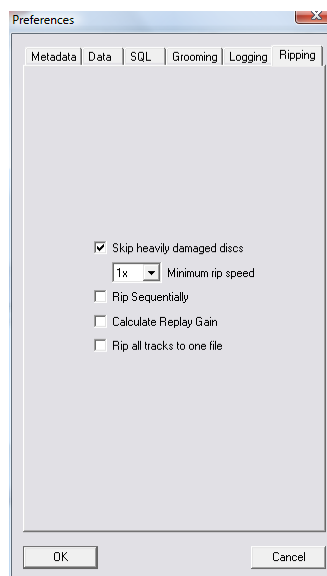 Preferences
Metadata Data SQL Grooming Logging Ripping
Skip heavily damaged discs
1x Minimum rip speed
Rip Sequentially
Calculate Replay Gain
Rip all tracks to one file
OK Cancel